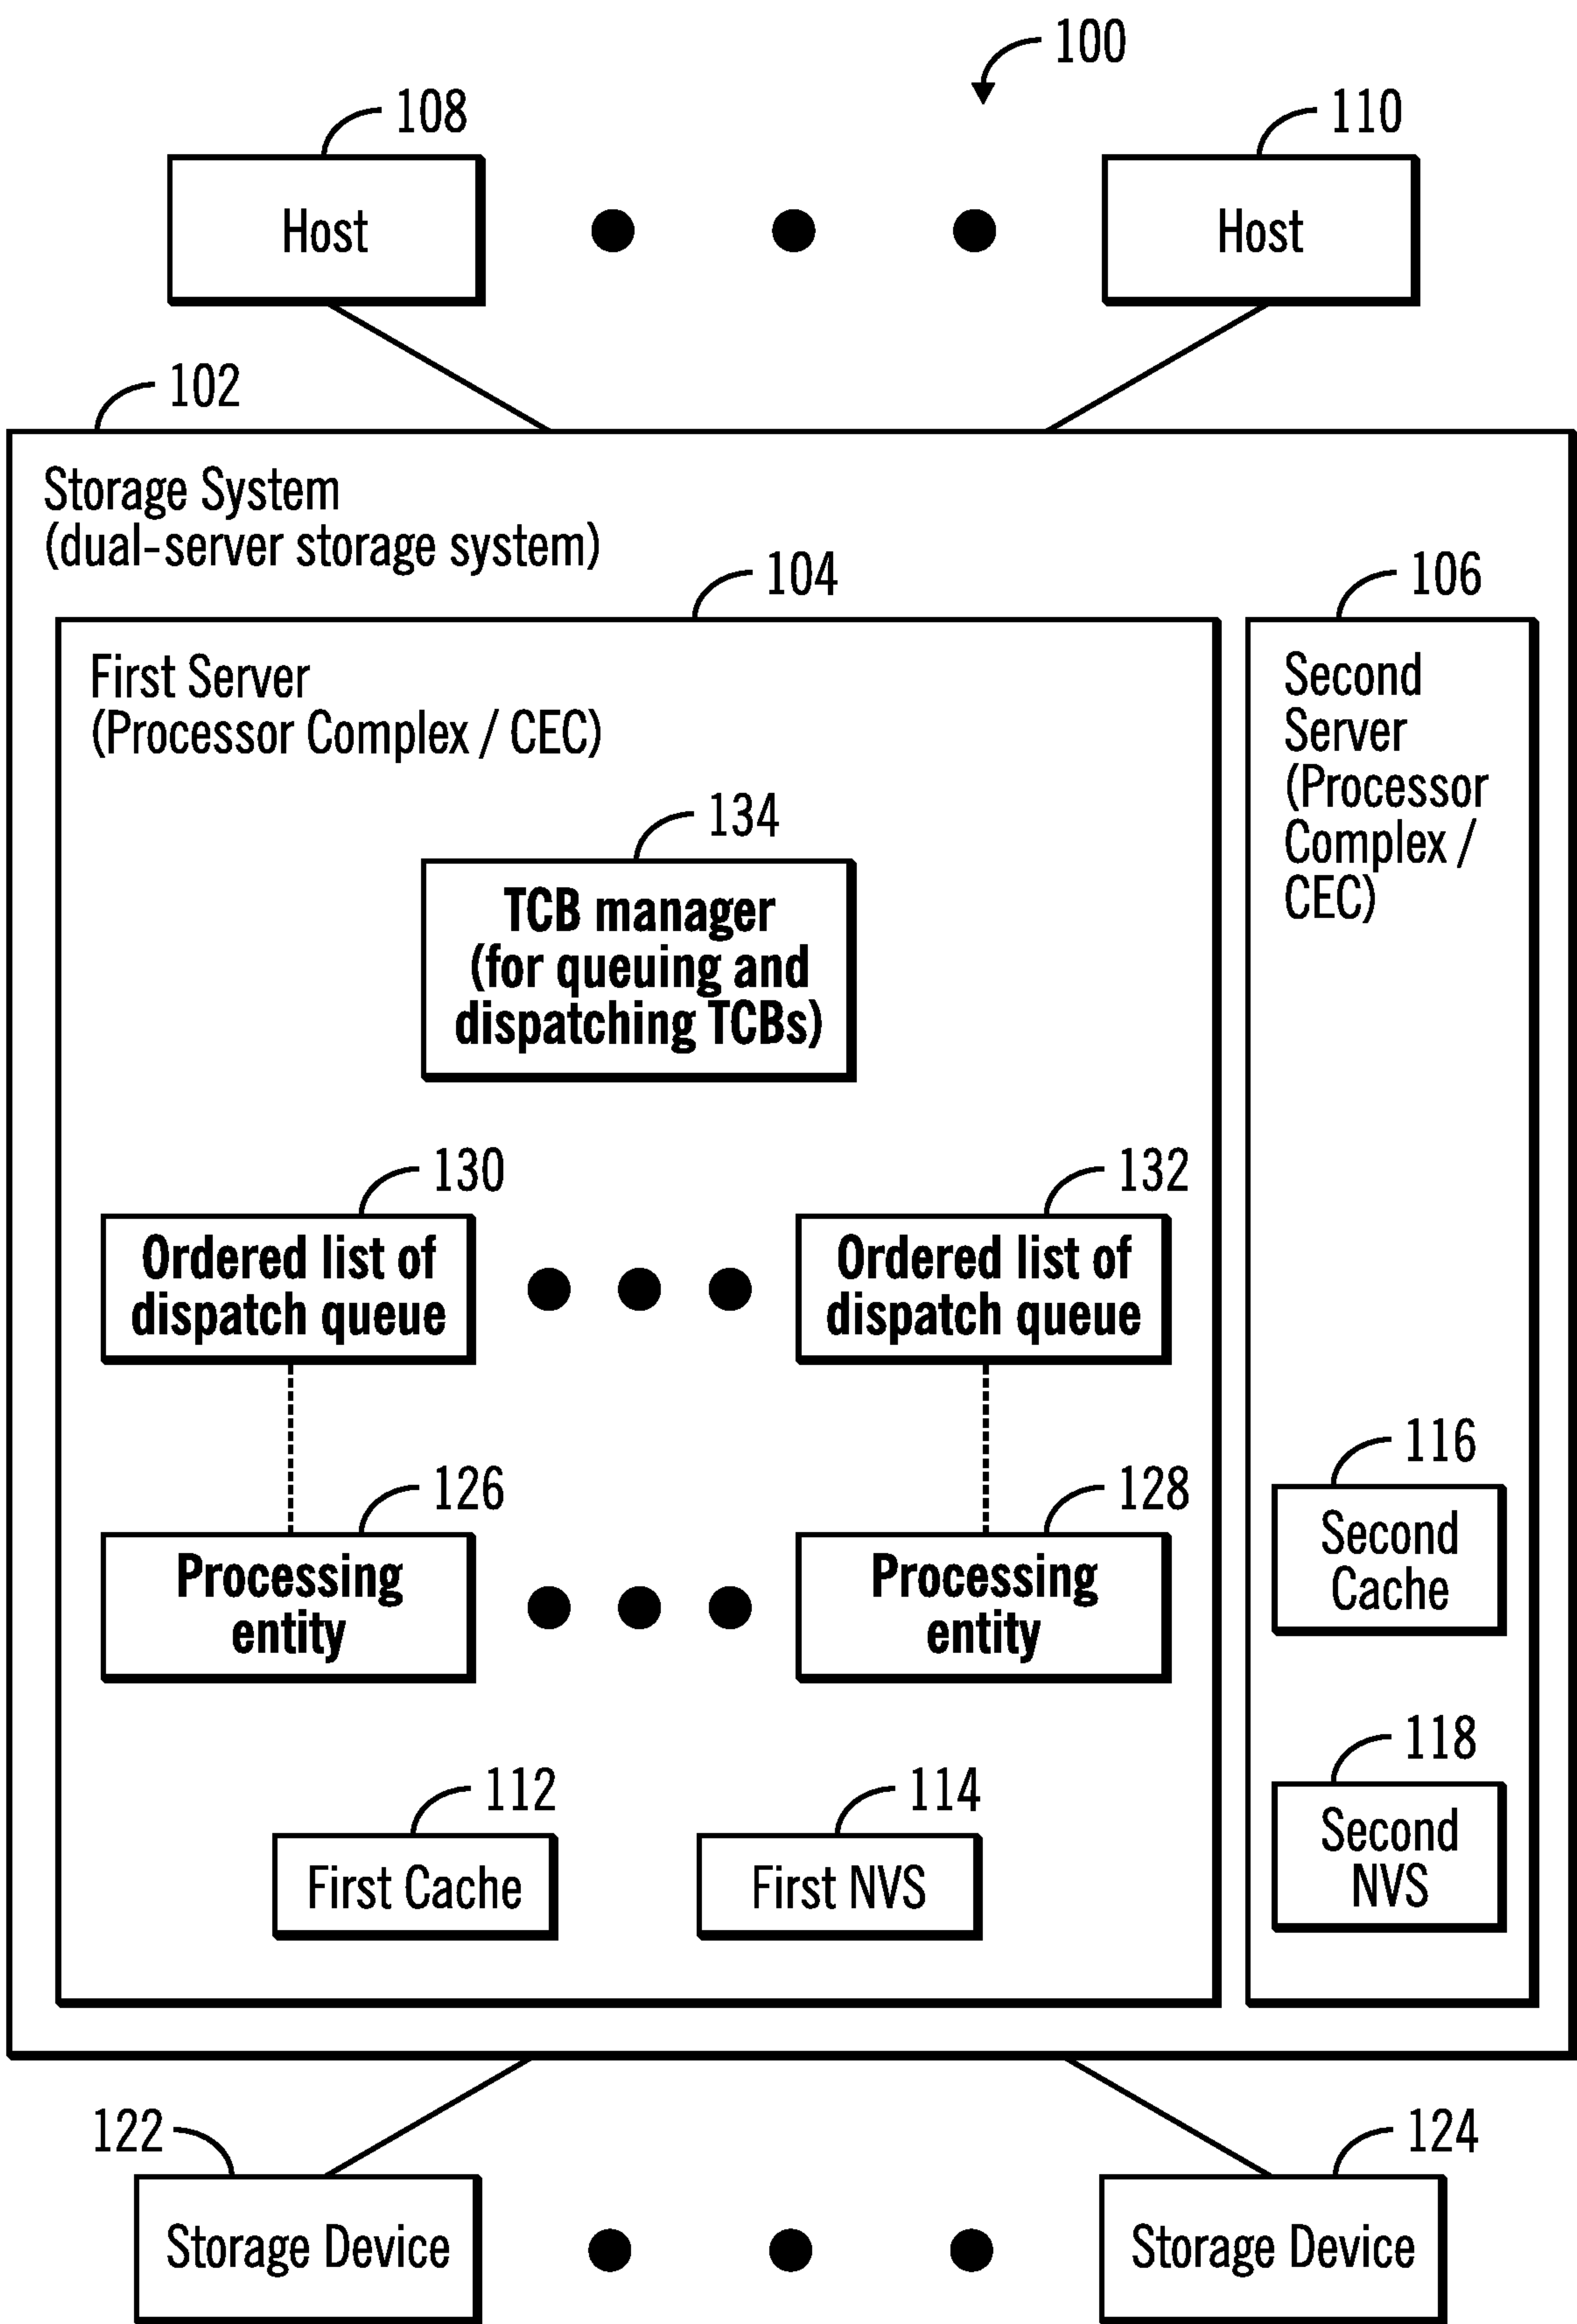 100
108
110
Host
Host
102
Storage System
(dual-server storage system)
104
106
First Server
(Processor Complex / CEC)
Second
Server
(Processor
Complex /
CEC)
134
TCB manager
(for queuing and
dispatching TCBs)
130
132
Ordered list of
dispatch queue
Ordered list of
dispatch queue
126
128
Processing
entity
Processing
entity
116
Second
Cache
118
Second
NVS
112
114
First Cache
First NVS
122
124
Storage Device
Storage Device